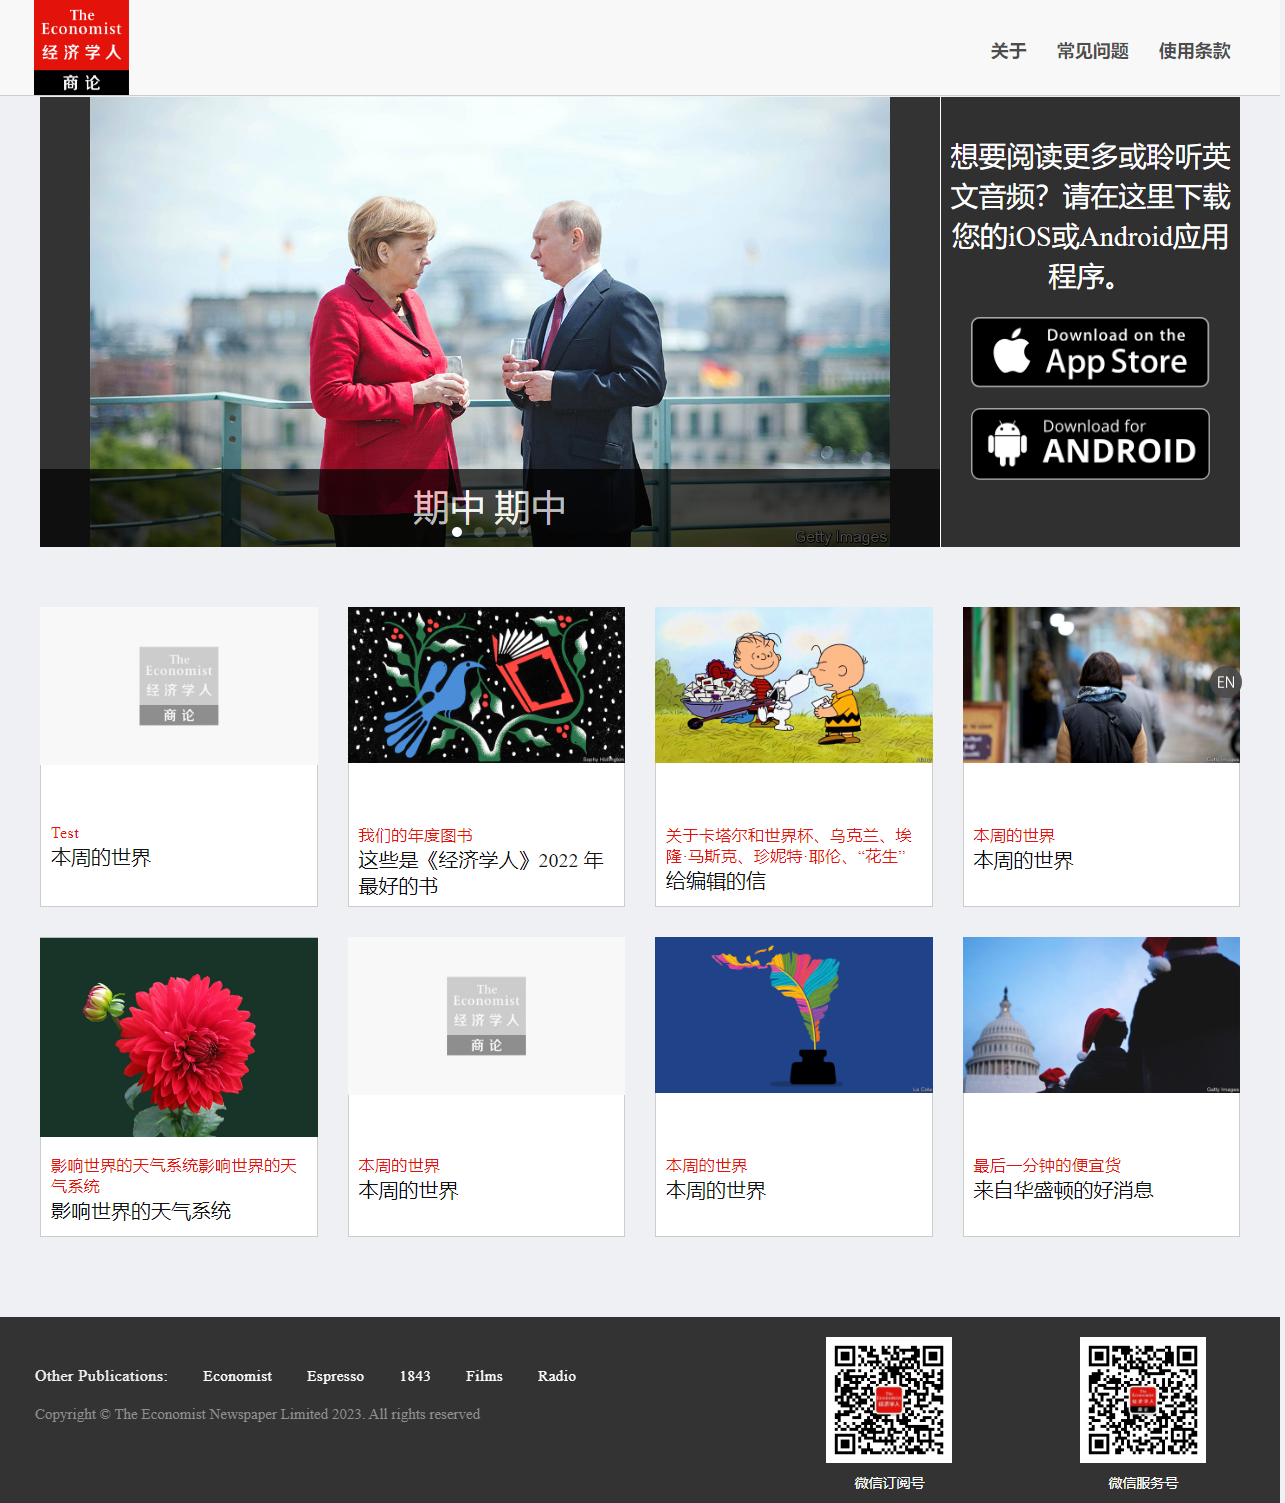 The
Economist
经济学人
商论
关于
常见问题
使用条款
期中 期中
Getty Images
想要阅读更多或聆听英
文音频？请在这里下载
您的iOS或Android应用
程序。
Download on the
App Store
Download for
ANDROID
The
Economist
经济学人
商论
Test
本周的世界
我们的年度图书
这些是《经济学人》2022 年
最好的书
关于卡塔尔和世界杯、乌克兰、埃
隆·马斯克、珍妮特·耶伦、“花生”
给编辑的信
Getty Images
EN
本周的世界
本周的世界
影响世界的天气系统影响世界的天
气系统
影响世界的天气系统
The
Economist
经济学人
商论
本周的世界
本周的世界
本周的世界
本周的世界
Getty Images
最后一分钟的便宜货
来自华盛顿的好消息
Other Publications:
Economist
Espresso
1843
Films
Radio
Copyright © The Economist Newspaper Limited 2023. All rights reserved
微信订阅号
微信服务号